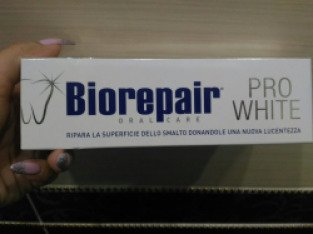 Biorepair®
ORAL CARE
PRO
WHITE
RIPARA LA SUPERFICIE DELLO SMALTO DONANDOLE UNA NUOVA LUCENTEZZA